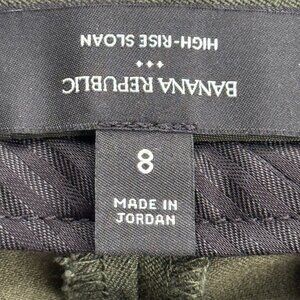 BANANA REPUBLIC
HIGH-RISE SLOAN
8
MADE IN
JORDAN